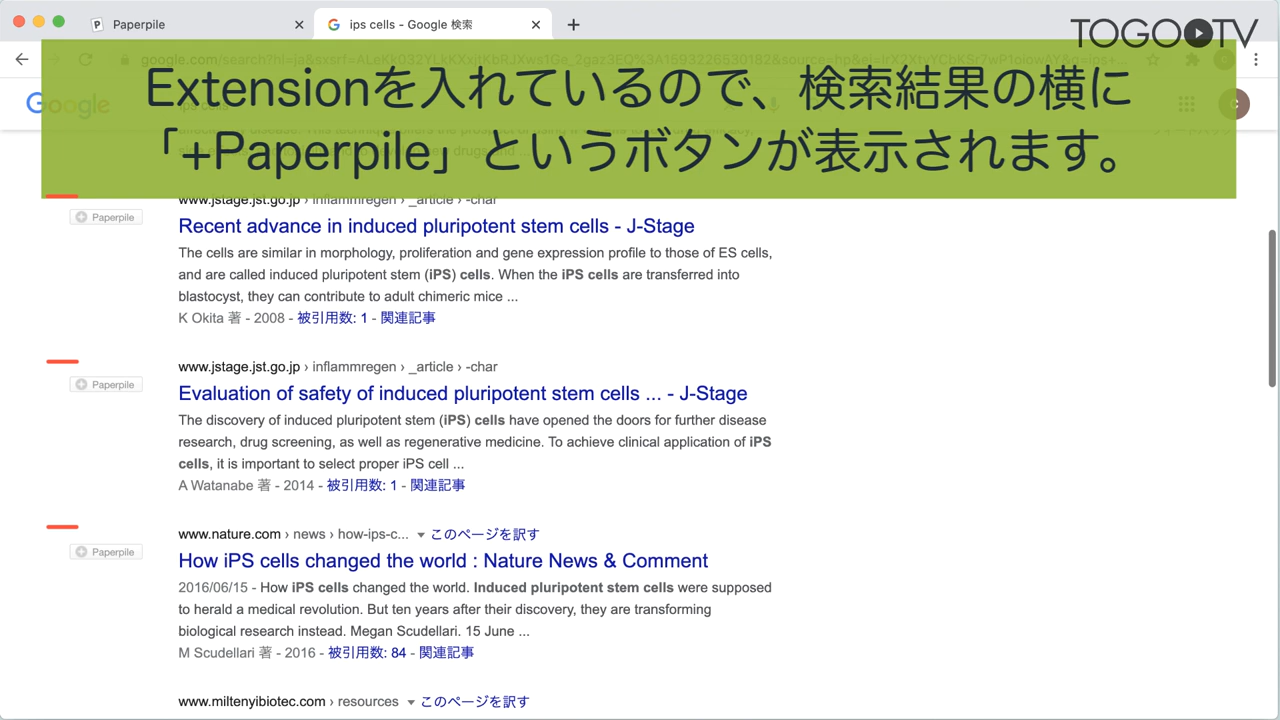 Paperpile
ips cells - Google 検索
TOGO TV
Extensionを入れているので、検索結果の横に
「+Paperpile」というボタンが表示されます。
Google
www.jstage.jst.go.jp › inflammregen › _article › -char
Paperpile
Recent advance in induced pluripotent stem cells - J-Stage
The cells are similar in morphology, proliferation and gene expression profile to those of ES cells,
and are called induced pluripotent stem (iPS) cells. When the iPS cells are transferred into
blastocyst, they can contribute to adult chimeric mice ...
K Okita 著 - 2008 - 被引用数: 1 - 関連記事
www.jstage.jst.go.jp › inflammregen › _article › -char
Paperpile
Evaluation of safety of induced pluripotent stem cells ... - J-Stage
The discovery of induced pluripotent stem (iPS) cells have opened the doors for further disease
research, drug screening, as well as regenerative medicine. To achieve clinical application of iPS
cells, it is important to select proper iPS cell ...
A Watanabe 著 - 2014 - 被引用数: 1 - 関連記事
www.nature.com › news › how-ips-c... ▼ このページを訳す
Paperpile
How iPS cells changed the world : Nature News & Comment
2016/06/15 - How iPS cells changed the world. Induced pluripotent stem cells were supposed
to herald a medical revolution. But ten years after their discovery, they are transforming
biological research instead. Megan Scudellari. 15 June ...
M Scudellari 著 - 2016 - 被引用数: 84 - 関連記事
www.miltenyibiotec.com › resources ▼ このページを訳す